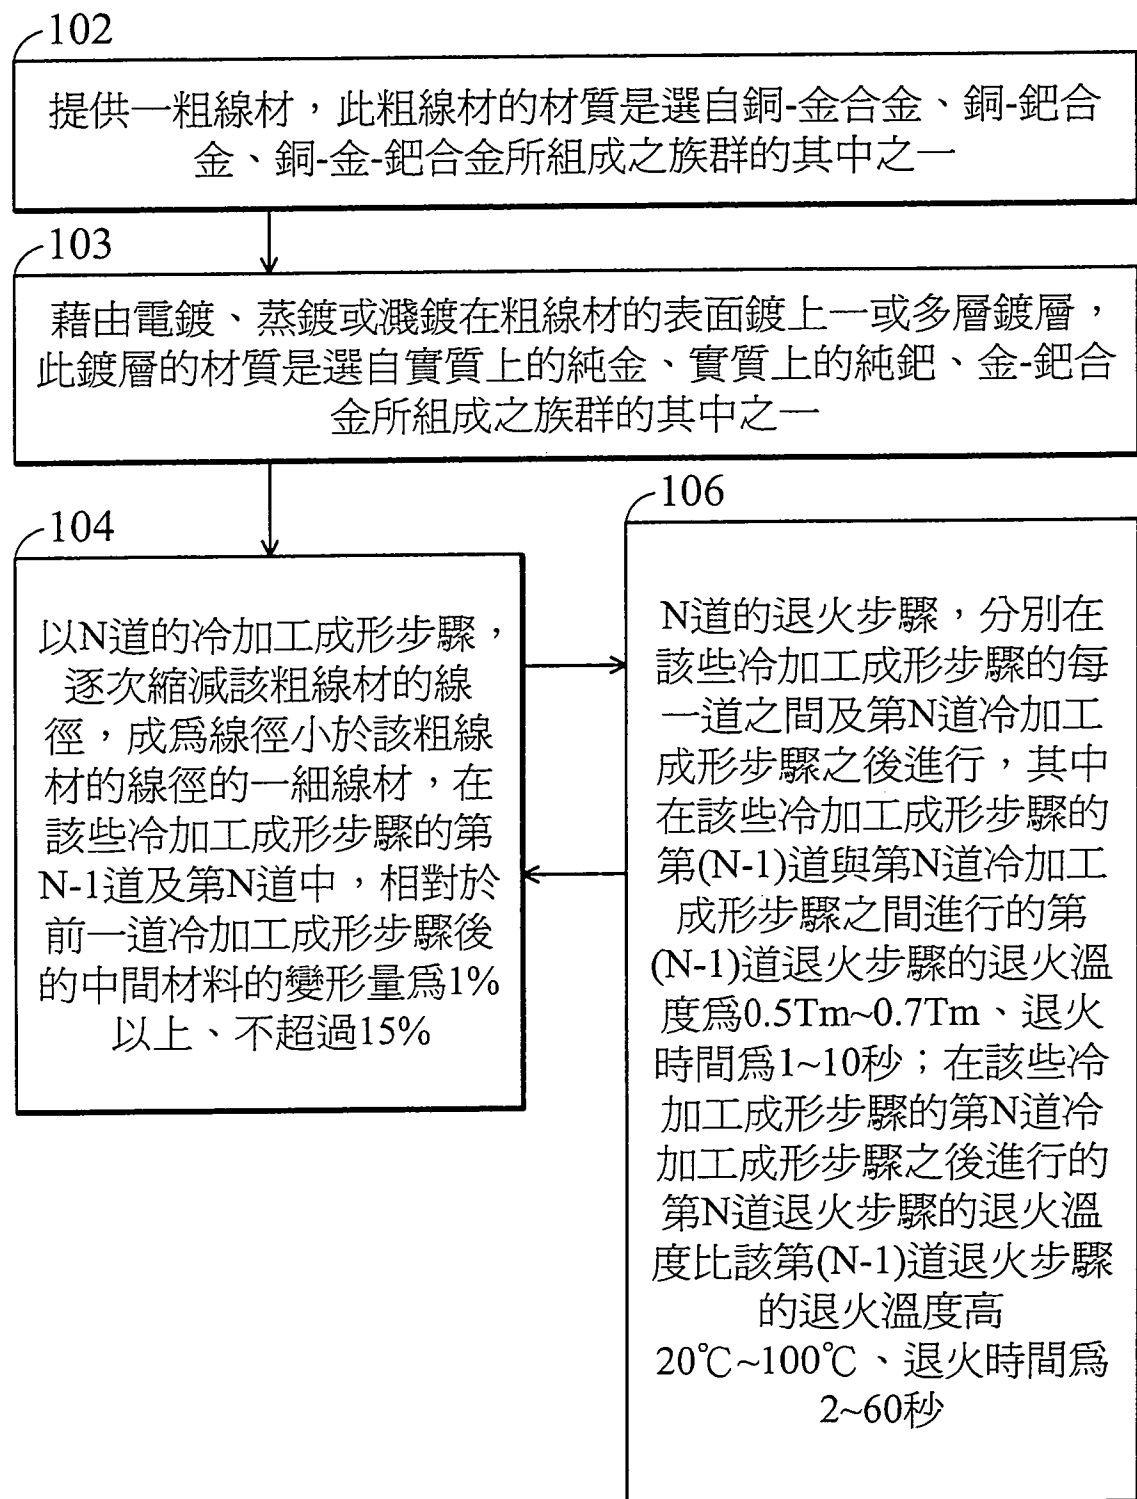 102
提供一粗線材，此粗線材的材質是選自銅-金合金、銅-鈀合
金、銅-金-鈀合金所組成之族群的其中之一
103
藉由電鍍、蒸鍍或濺鍍在粗線材的表面鍍上一或多層鍍層，
此鍍層的材質是選自實質上的純金、實質上的純鈀、金-鈀合
金所組成之族群的其中之一
104
以N道的冷加工成形步驟，
逐次縮減該粗線材的線
徑，成爲線徑小於該粗線
材的線徑的一細線材，在
該些冷加工成形步驟的第
N-1道及第N道中，相對於
前一道冷加工成形步驟後
的中間材料的變形量爲1%
以上、不超過15%
106
N道的退火步驟，分別在
該些冷加工成形步驟的每
一道之間及第N道冷加工
成形步驟之後進行，其中
在該些冷加工成形步驟的
第(N-1)道與第N道冷加工
成形步驟之間進行的第
(N-1)道退火步驟的退火溫
度爲0.5Tm~0.7Tm、退火
時間爲1~10秒；在該些冷
加工成形步驟的第N道冷
加工成形步驟之後進行的
第N道退火步驟的退火溫
度比該第(N-1)道退火步驟
的退火溫度高
20℃~100℃、退火時間爲
2~60秒